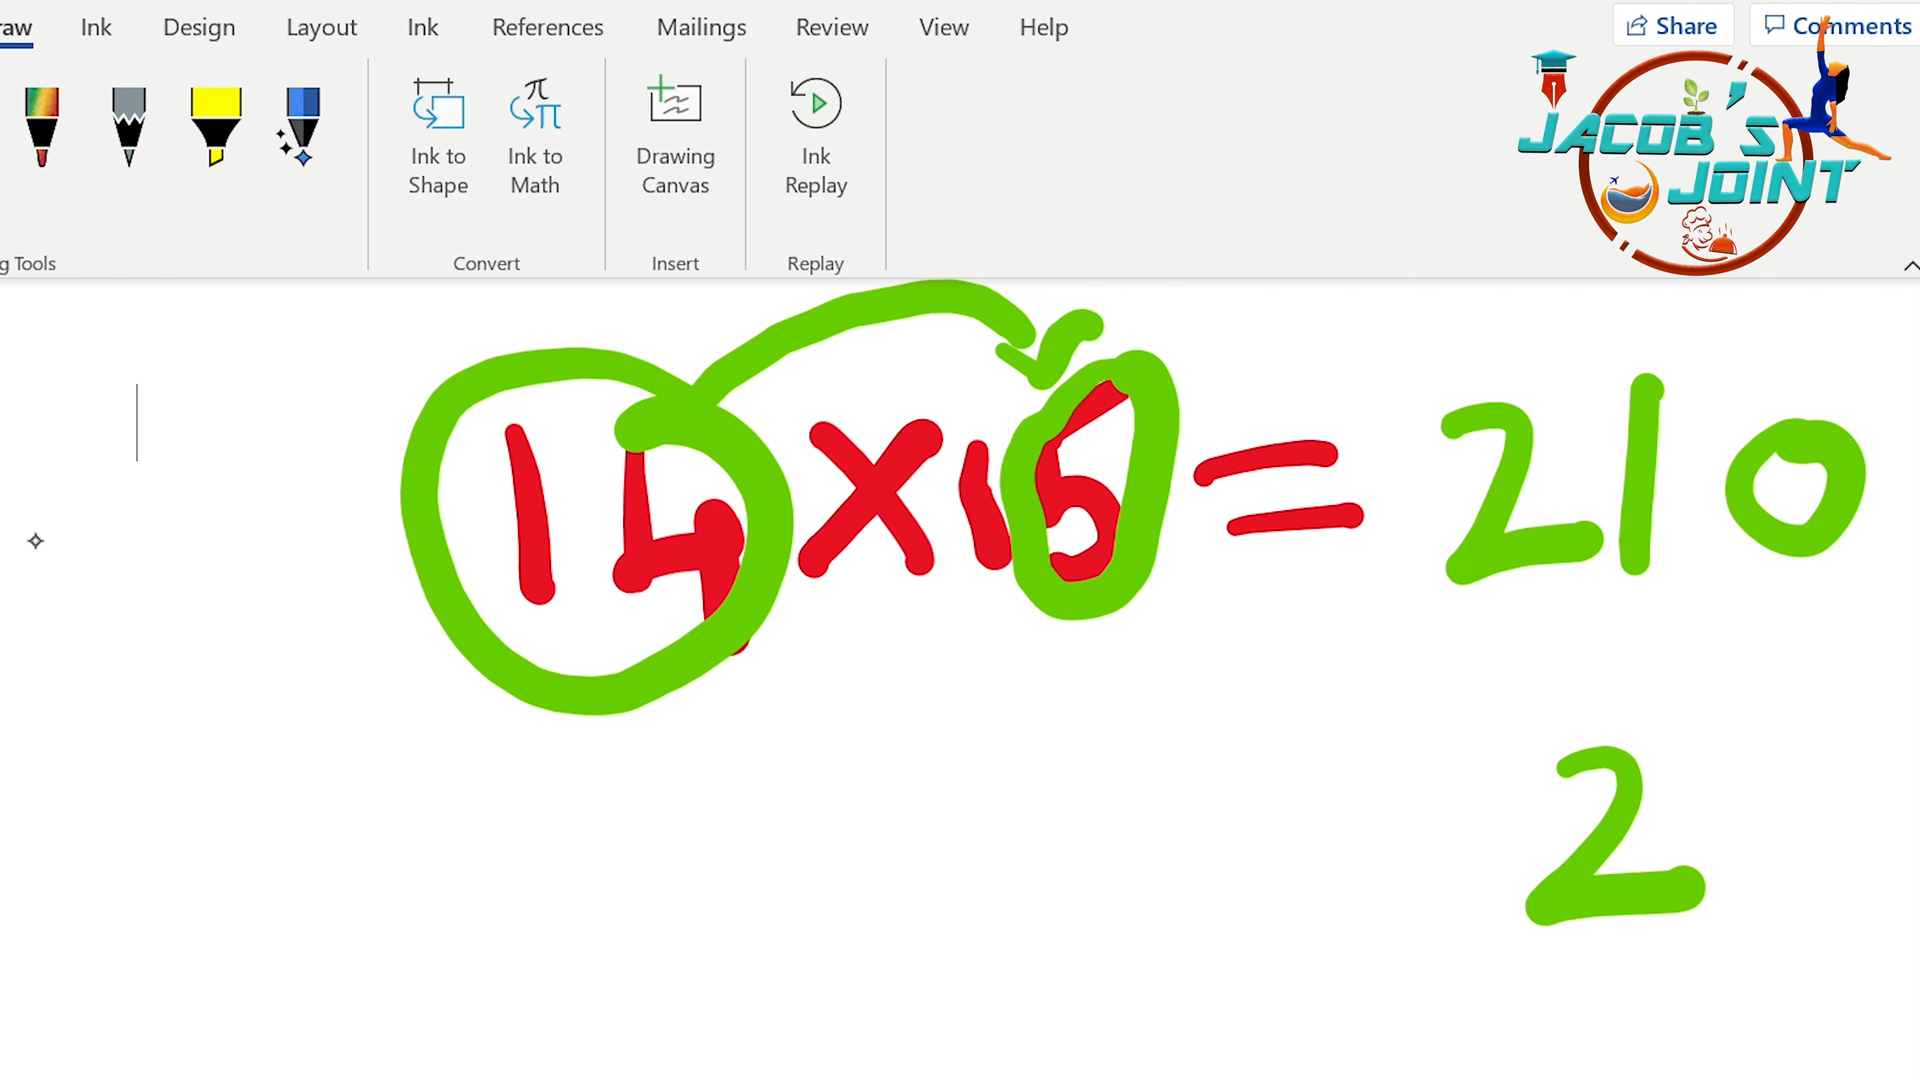 raw Ink Design Layout Ink References Mailings Review View Help Share Comments
Ink to Shape
Ink to Math
Drawing Canvas
Ink Replay
g Tools Convert Insert Replay
JACOB'S JOINT
14 x 15 = 210
2